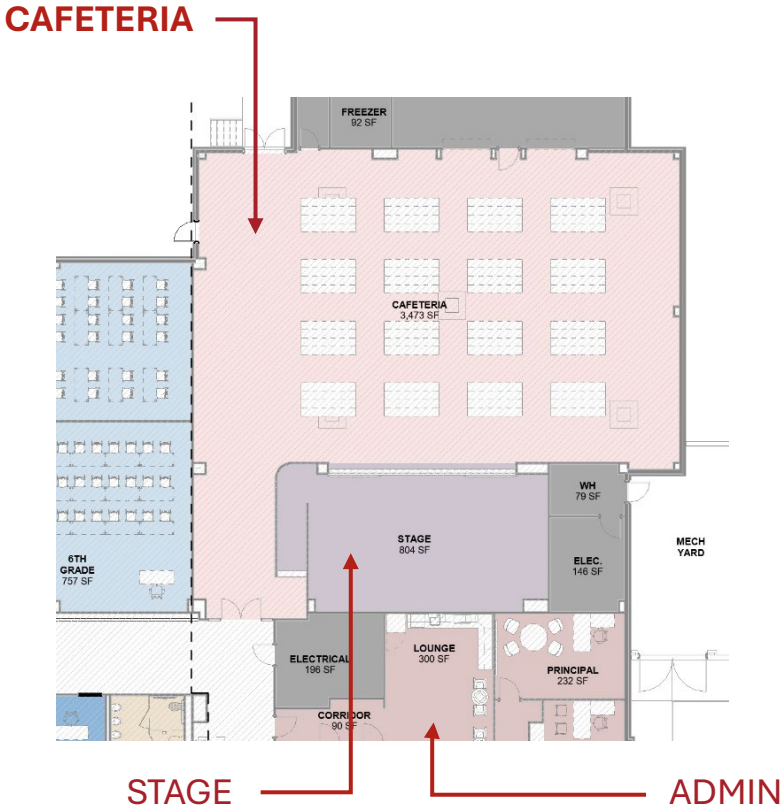 CAFETERIA
FREEZER
92 SF
CAFETERIA
3,473 SF
WH
79 SF
STAGE
804 SF
ELEC.
146 SF
MECH
YARD
6TH
GRADE
757 SF
ELECTRICAL
196 SF
LOUNGE
300 SF
PRINCIPAL
232 SF
CORRIDOR
90 SF
STAGE
ADMIN